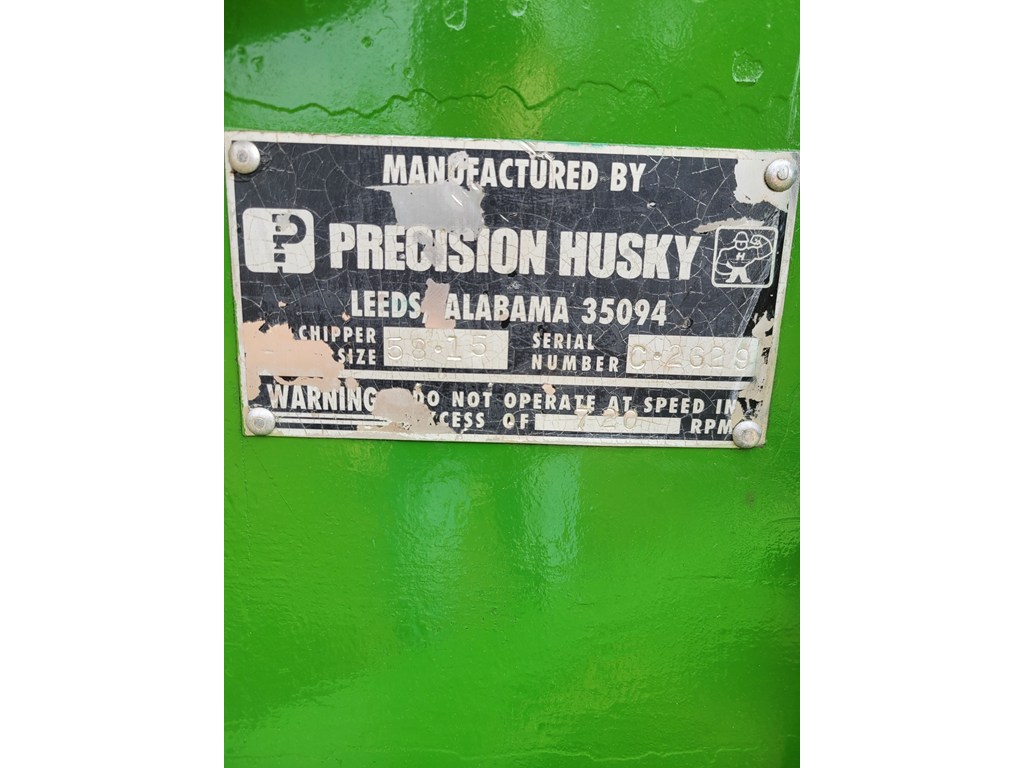 MANUFACTURED BY
PRECISION HUSKY
H
LEEDS, ALABAMA 35094
CHIPPER SIZE 58-15
SERIAL NUMBER C-2629
WARNING DO NOT OPERATE AT SPEED IN
EXCESS OF 720 RPM